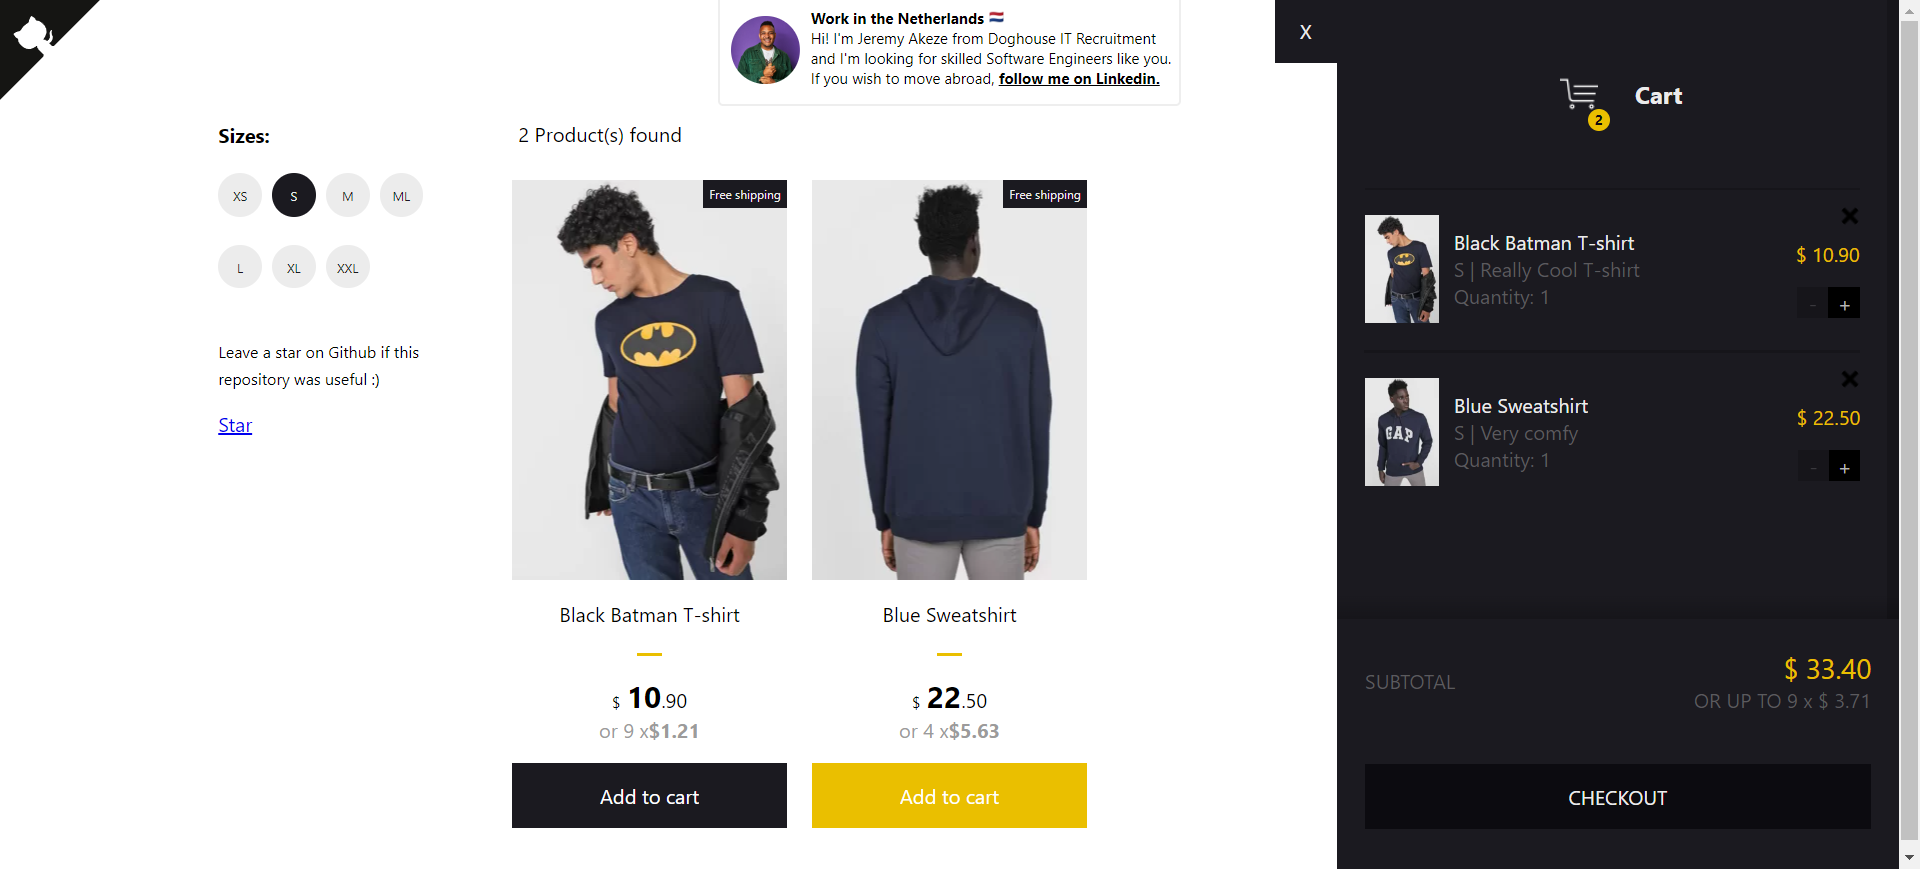 Work in the Netherlands
Hi! I'm Jeremy Akeze from Doghouse IT Recruitment
and I'm looking for skilled Software Engineers like you.
If you wish to move abroad, follow me on Linkedin.
Sizes:
XS
S
M
ML
L
XL
XXL
Leave a star on Github if this
repository was useful :)
Star
2 Product(s) found
Free shipping
Black Batman T-shirt
$ 10.90
or 9 x$1.21
Add to cart
Free shipping
Blue Sweatshirt
$ 22.50
or 4 x$5.63
Add to cart
X
2
Cart
Black Batman T-shirt
S | Really Cool T-shirt
Quantity: 1
$ 10.90
- +
GAP
Blue Sweatshirt
S | Very comfy
Quantity: 1
$ 22.50
- +
SUBTOTAL
$ 33.40
OR UP TO 9 x $ 3.71
CHECKOUT